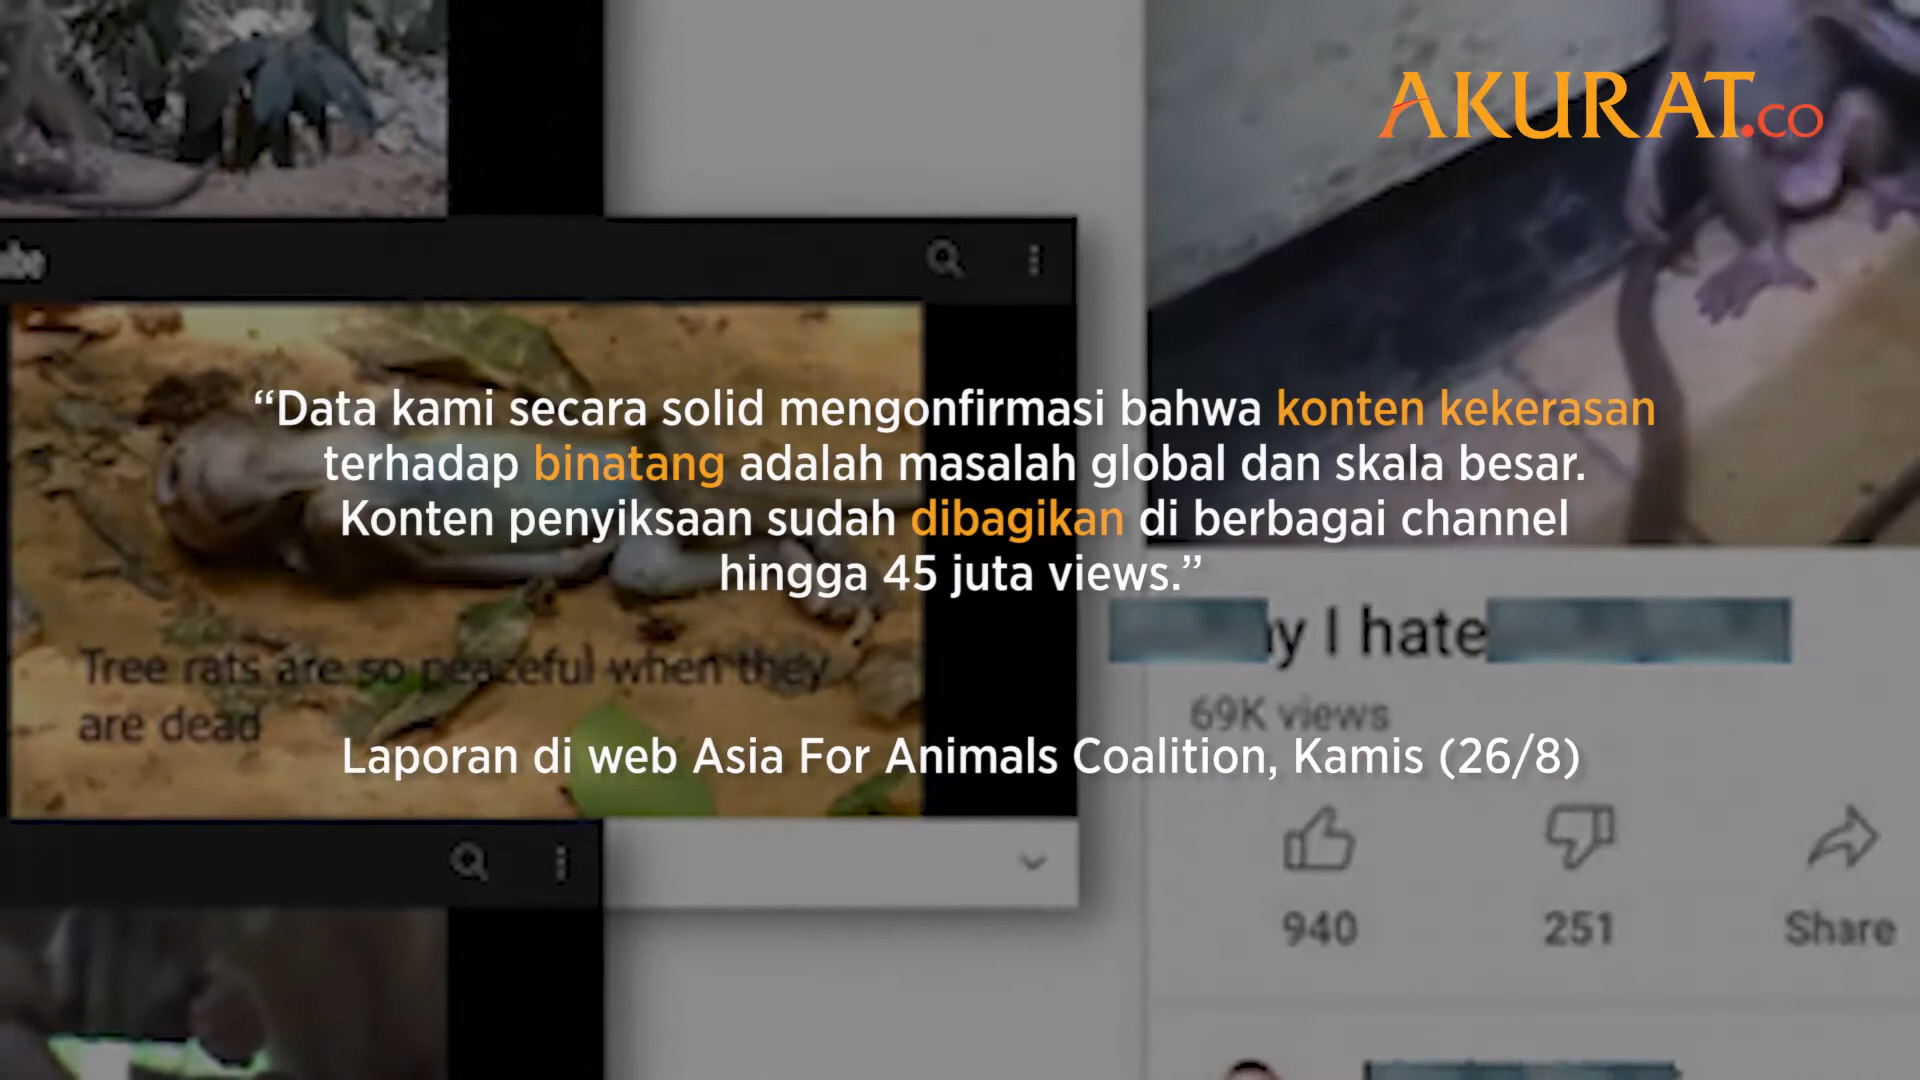 AKURAT.co
“Data kami secara solid mengonfirmasi bahwa konten kekerasan
terhadap binatang adalah masalah global dan skala besar.
Konten penyiksaan sudah dibagikan di berbagai channel
hingga 45 juta views.”
Laporan di web Asia For Animals Coalition, Kamis (26/8)
Tree rats are so peaceful when they
are dead
y I hate
69K views
940
251
Share